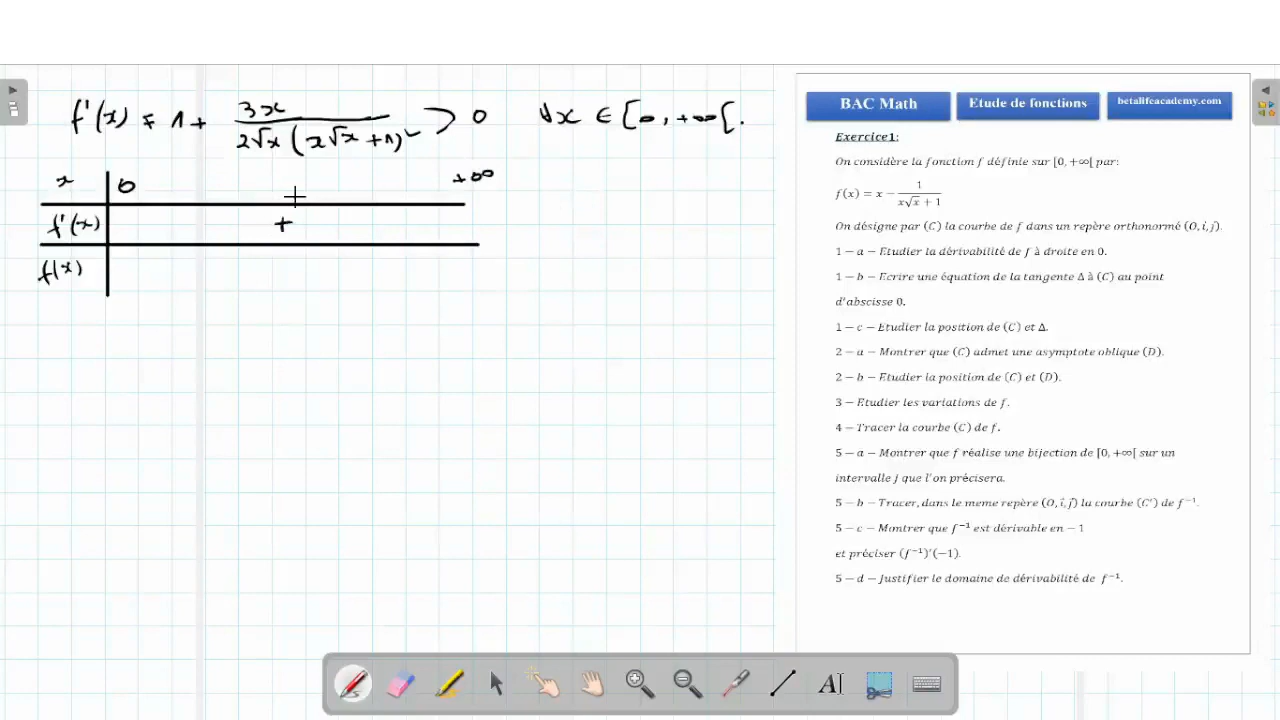 f'(x) = 1 + 3x / 2√x (x√x + 1)² > 0 ∀x ∈ [0, +∞[.
x 0 +∞
f'(x) +
f(x)
BAC Math Etude de fonctions betalifeacademy.com
Exercice1:
On considère la fonction f définie sur [0, +∞[ par:
f(x) = x − 1 / x√x + 1
On désigne par (C) la courbe de f dans un repère orthonormé (O, i, j).
1 − a − Etudier la dérivabilité de f à droite en 0.
1 − b − Ecrire une équation de la tangente Δ à (C) au point
d'abscisse 0.
1 − c − Etudier la position de (C) et Δ.
2 − a − Montrer que (C) admet une asymptote oblique (D).
2 − b − Etudier la position de (C) et (D).
3 − Etudier les variations de f.
4 − Tracer la courbe (C) de f.
5 − a − Montrer que f réalise une bijection de [0, +∞[ sur un
intervalle j que l'on précisera.
5 − b − Tracer, dans le meme repère (O, i, j) la courbe (C') de f⁻¹.
5 − c − Montrer que f⁻¹ est dérivable en − 1
et préciser (f⁻¹)'(−1).
5 − d − Justifier le domaine de dérivabilité de f⁻¹.